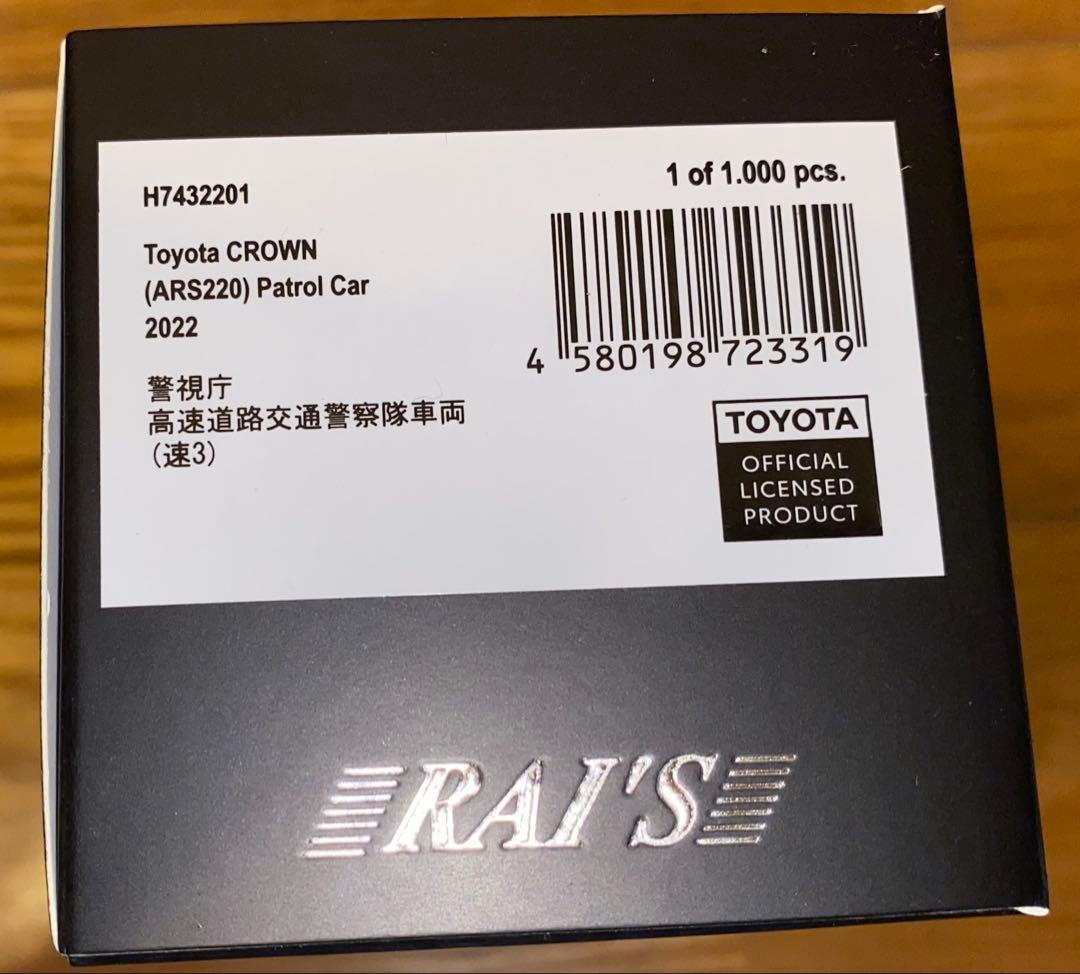 H7432201
1 of 1.000 pcs.
Toyota CROWN
(ARS220) Patrol Car
2022
4 580198 723319
警視庁
高速道路交通警察隊車両
(速3)
TOYOTA
OFFICIAL
LICENSED
PRODUCT
RAI'S